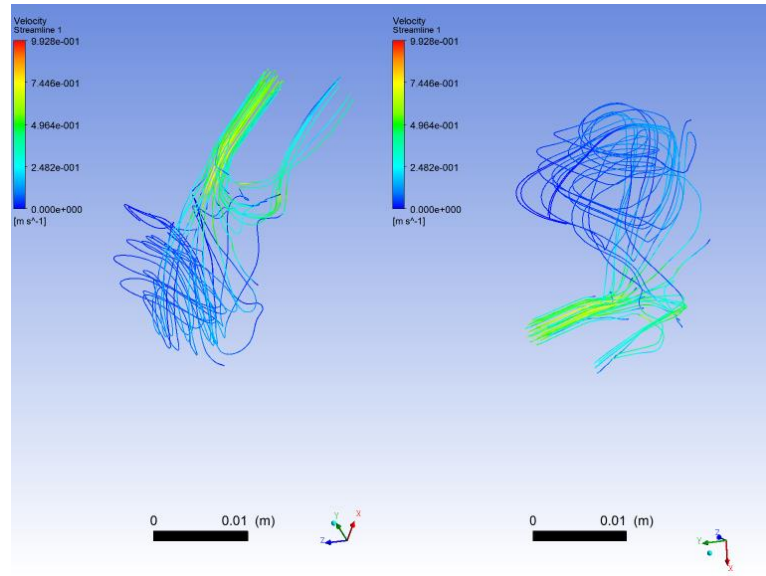 Velocity
Streamline 1
9.928e-001
7.446e-001
4.964e-001
2.482e-001
0.000e+000
[m s^-1]
0 0.01 (m)
Y
X
Z
Velocity
Streamline 1
9.928e-001
7.446e-001
4.964e-001
2.482e-001
0.000e+000
[m s^-1]
0 0.01 (m)
Z
Y
X